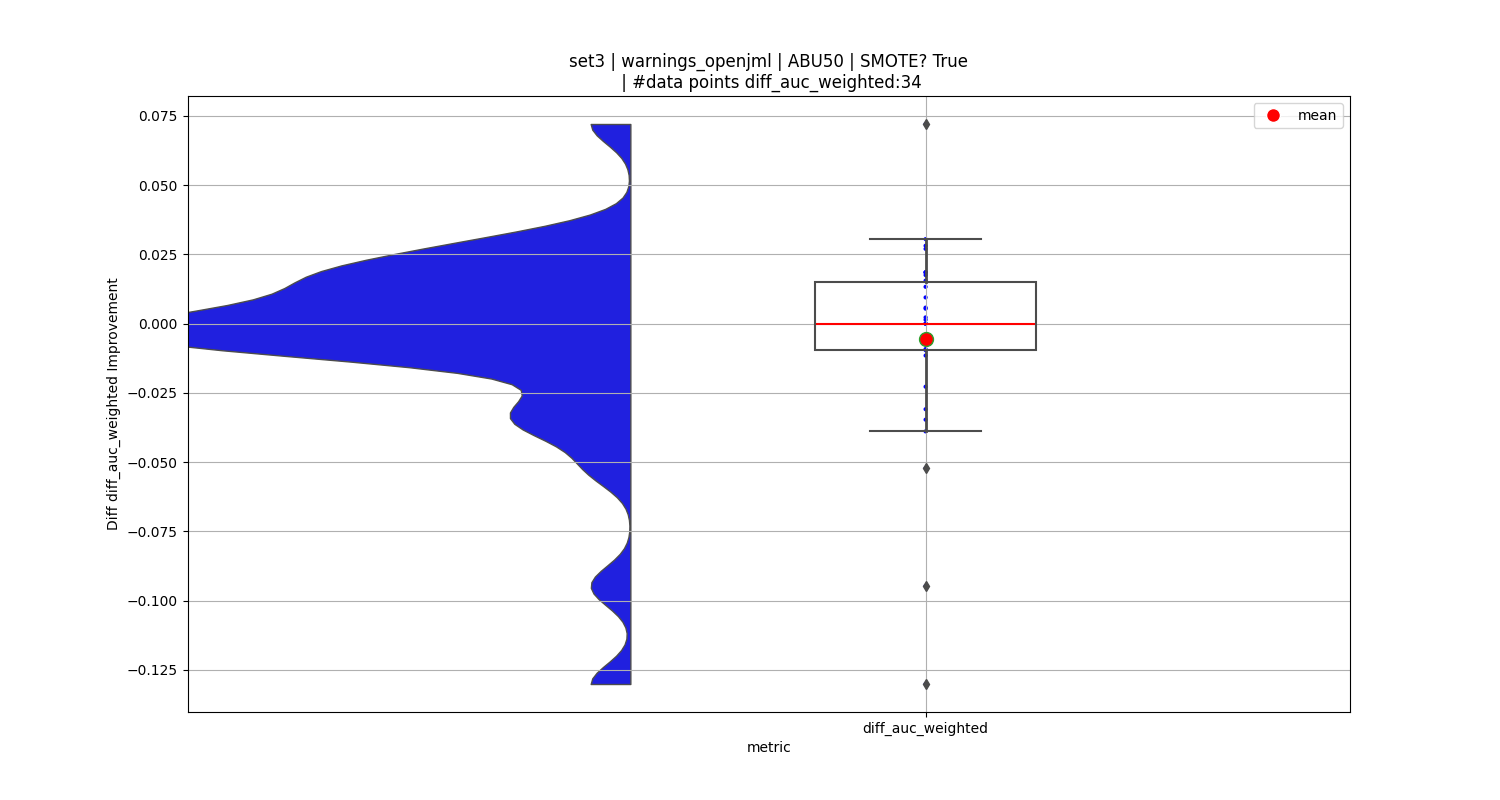 set3 | warnings_openjml | ABU50 | SMOTE? True
| #data points diff_auc_weighted:34
mean
0.075
0.050
0.025
0.000
−0.025
−0.050
−0.075
−0.100
−0.125
Diff diff_auc_weighted Improvement
diff_auc_weighted
metric